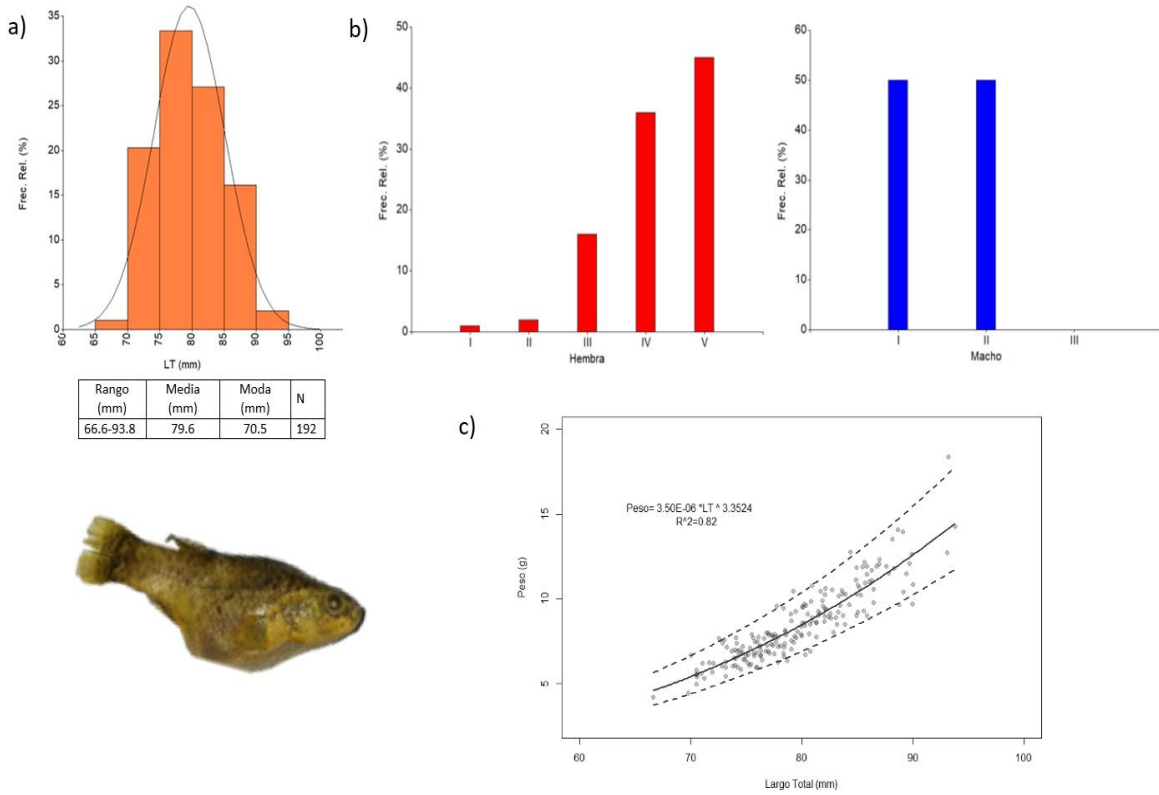 a)
Frec. Rel. (%)
35
30
25
20
15
10
5
0
60 65 70 75 80 85 90 95 100
LT (mm)
Rango (mm) Media (mm) Moda (mm) N
66.6-93.8 79.6 70.5 192
b)
Frec. Rel. (%)
50
40
30
20
10
0
I II III IV V
Hembra
Frec. Rel. (%)
60
50
40
30
20
10
0
I II III
Macho
c)
Peso (g)
20
15
10
5
Peso= 3.50E-06 *LT ^ 3.3524
R^2=0.82
60 70 80 90 100
Largo Total (mm)